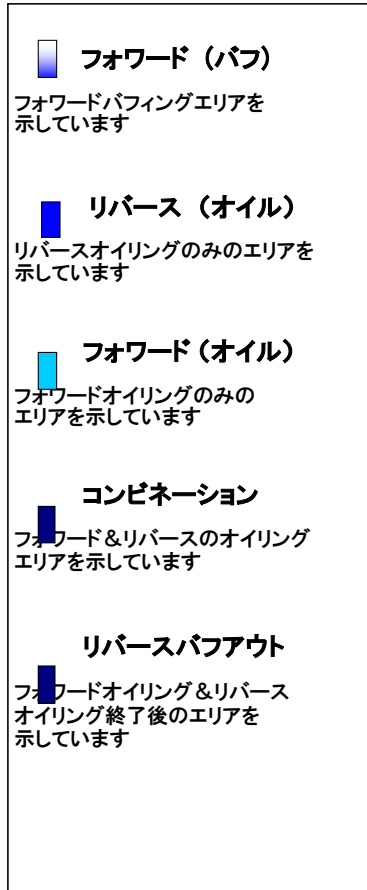 フォワード（バフ）
フォワードバフィングエリアを
示しています
リバース（オイル）
リバースオイリングのみのエリアを
示しています
フォワード（オイル）
フォワードオイリングのみの
エリアを示しています
コンビネーション
フォワード＆リバースのオイリング
エリアを示しています
リバースバフアウト
フォワードオイリング＆リバース
オイリング終了後のエリアを
示しています